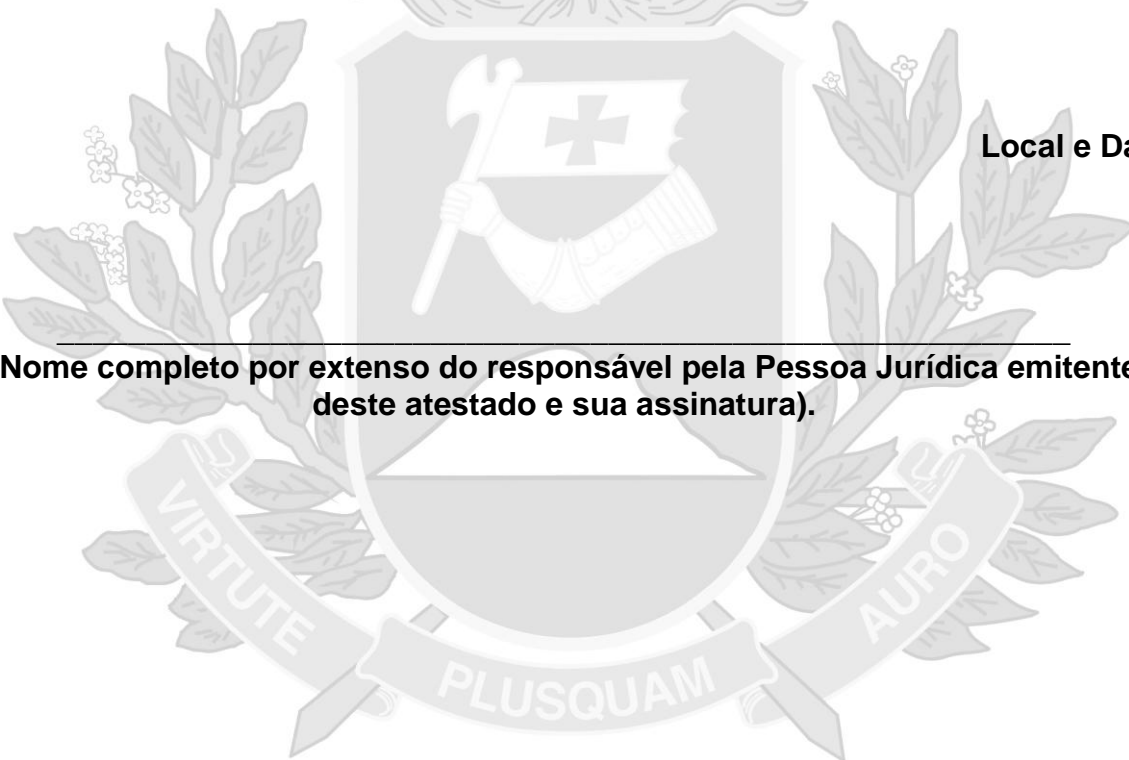 Local e Da
Nome completo por extenso do responsável pela Pessoa Jurídica emitente
deste atestado e sua assinatura).
VIRTUTE
PLUSQUAM
AURO